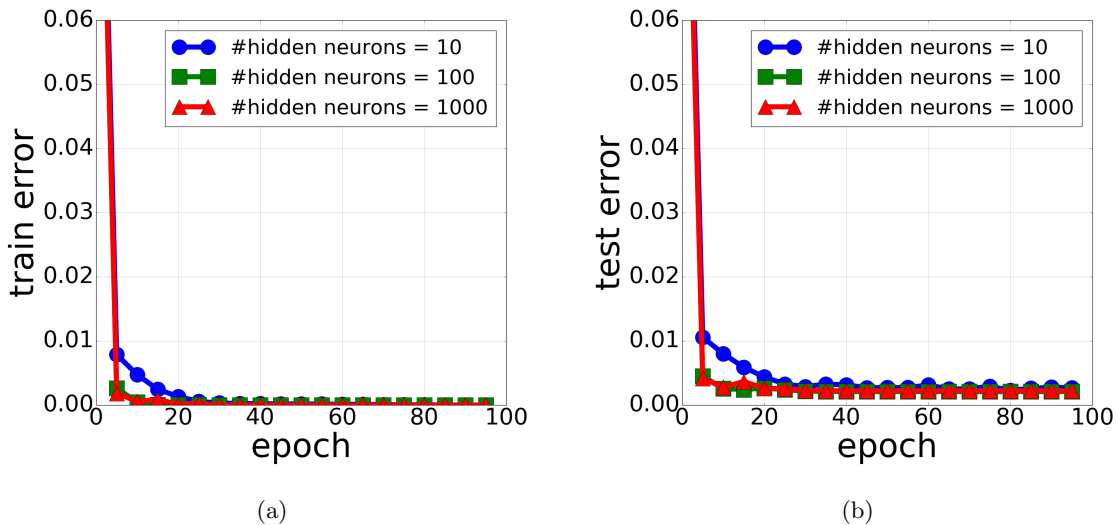 0.06
0.05
0.04
0.03
0.02
0.01
0.00
0 20 40 60 80 100
train error
epoch
#hidden neurons = 10
#hidden neurons = 100
#hidden neurons = 1000
(a)
0.06
0.05
0.04
0.03
0.02
0.01
0.00
0 20 40 60 80 100
test error
epoch
#hidden neurons = 10
#hidden neurons = 100
#hidden neurons = 1000
(b)